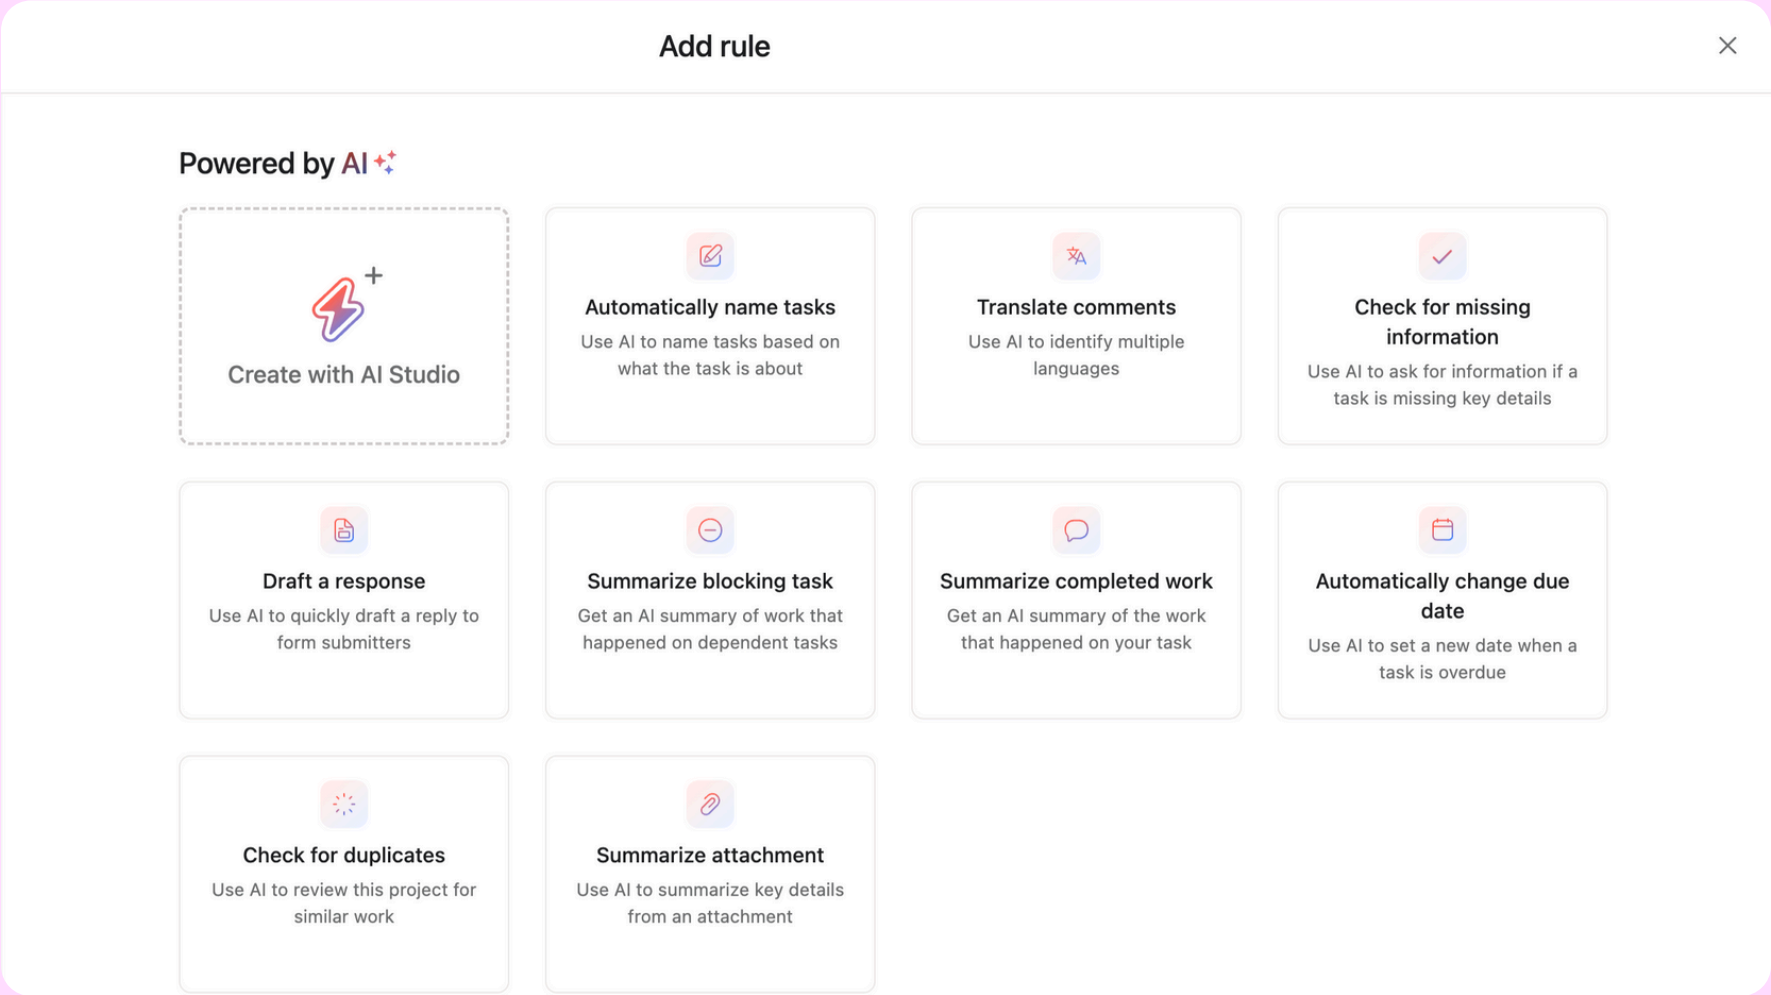 Add rule
Powered by AI
Create with AI Studio
Automatically name tasks
Use AI to name tasks based on
what the task is about
Translate comments
Use AI to identify multiple
languages
Check for missing
information
Use AI to ask for information if a
task is missing key details
Draft a response
Use AI to quickly draft a reply to
form submitters
Summarize blocking task
Get an AI summary of work that
happened on dependent tasks
Summarize completed work
Get an AI summary of the work
that happened on your task
Automatically change due
date
Use AI to set a new date when a
task is overdue
Check for duplicates
Use AI to review this project for
similar work
Summarize attachment
Use AI to summarize key details
from an attachment